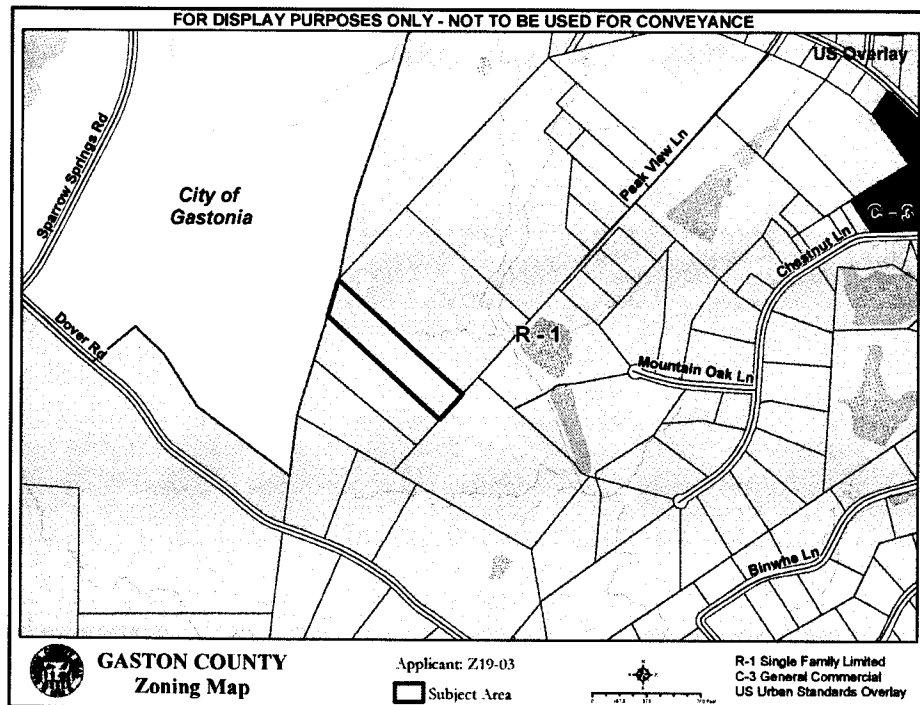 FOR DISPLAY PURPOSES ONLY - NOT TO BE USED FOR CONVEYANCE
US Overlay
Sparrow Springs Rd
City of
Gastonia
Peak View Ln
C - 3
Chestnut Ln
Dover Rd
R - 1
Mountain Oak Ln
Binwhe Ln
GASTON COUNTY
Zoning Map
Applicant: Z19-03
Subject Area
R-1 Single Family Limited
C-3 General Commercial
US Urban Standards Overlay